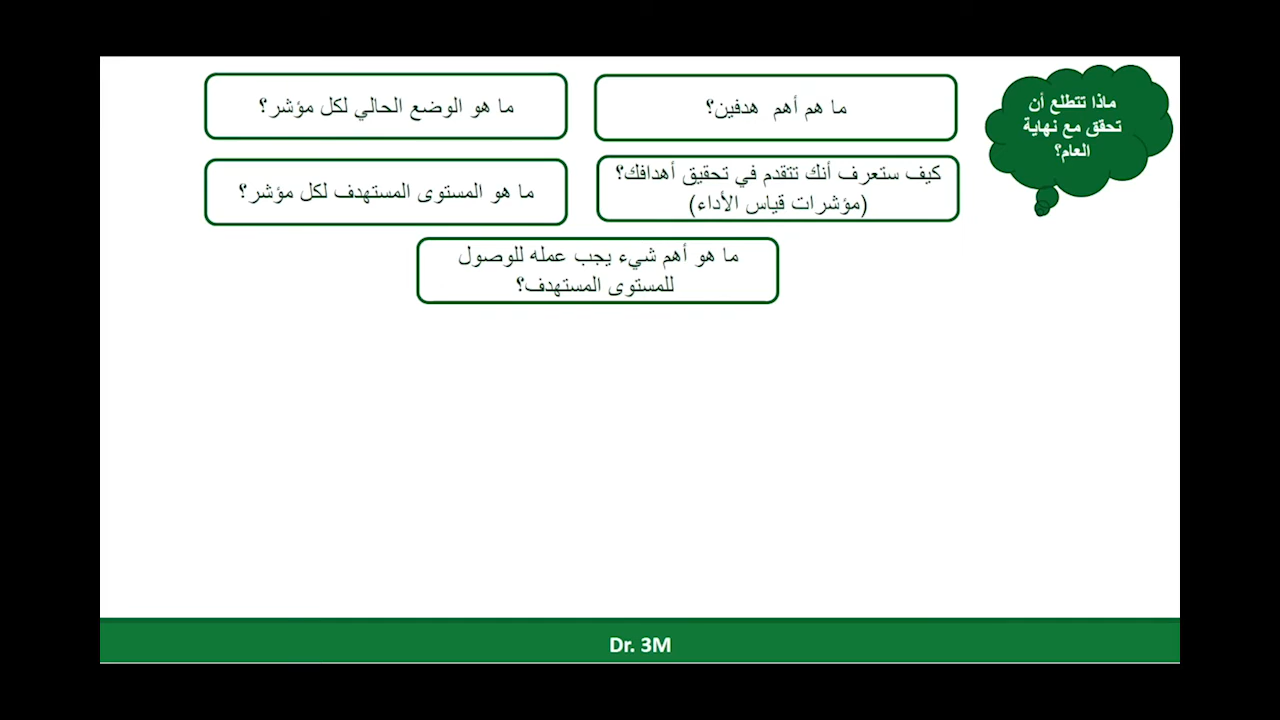 ماذا تتطلع أن
تحقق مع نهاية
العام؟
ما هم أهم هدفين؟
ما هو الوضع الحالي لكل مؤشر؟
كيف ستعرف أنك تتقدم في تحقيق أهدافك؟
(مؤشرات قياس الأداء)
ما هو المستوى المستهدف لكل مؤشر؟
ما هو أهم شيء يجب عمله للوصول
للمستوى المستهدف؟
Dr. 3M